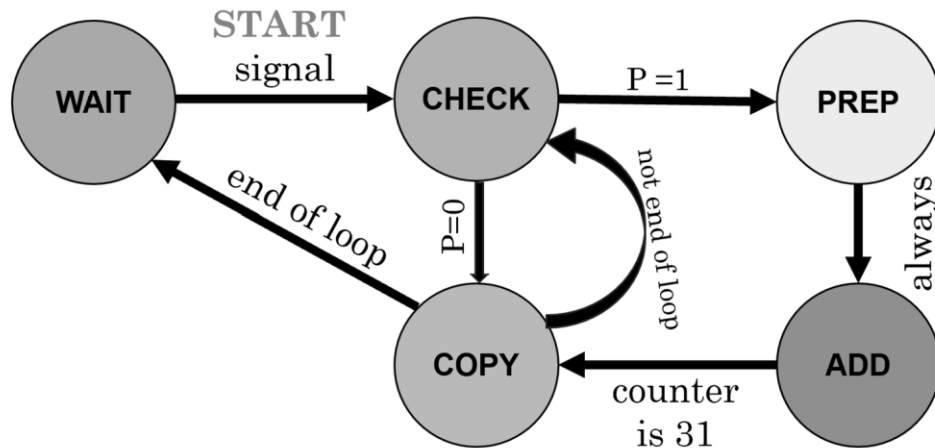 START
signal
WAIT
CHECK
P =1
PREP
end of loop
P=0
not end of loop
always
COPY
counter
is 31
ADD